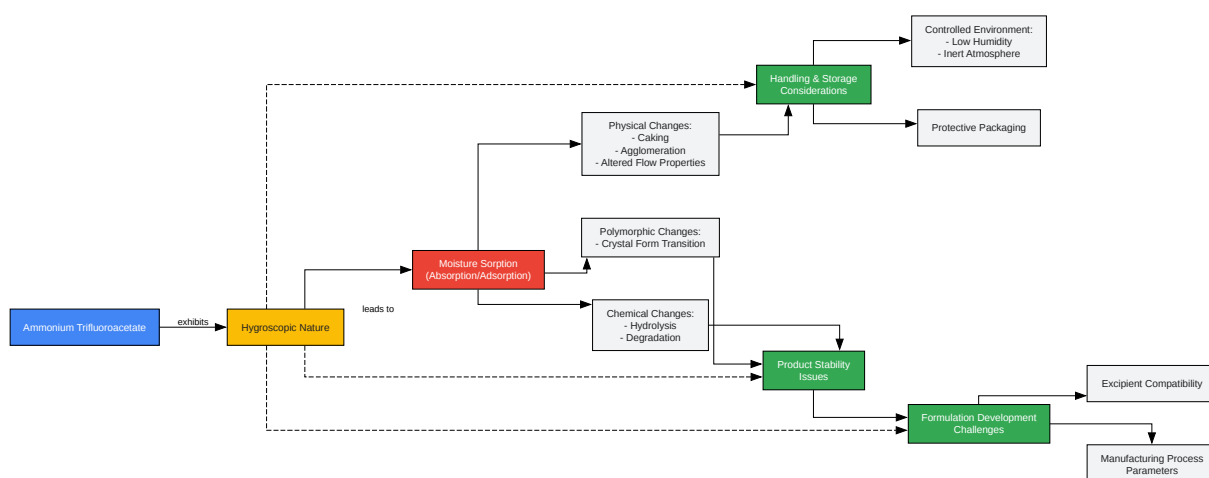 Controlled Environment:
- Low Humidity
- Inert Atmosphere
Handling & Storage
Considerations
Protective Packaging
Physical Changes:
- Caking
- Agglomeration
- Altered Flow Properties
Polymorphic Changes:
- Crystal Form Transition
Moisture Sorption
(Absorption/Adsorption)
leads to
Ammonium Trifluoroacetate
exhibits
Hygroscopic Nature
Chemical Changes:
- Hydrolysis
- Degradation
Product Stability
Issues
Excipient Compatibility
Formulation Development
Challenges
Manufacturing Process
Parameters